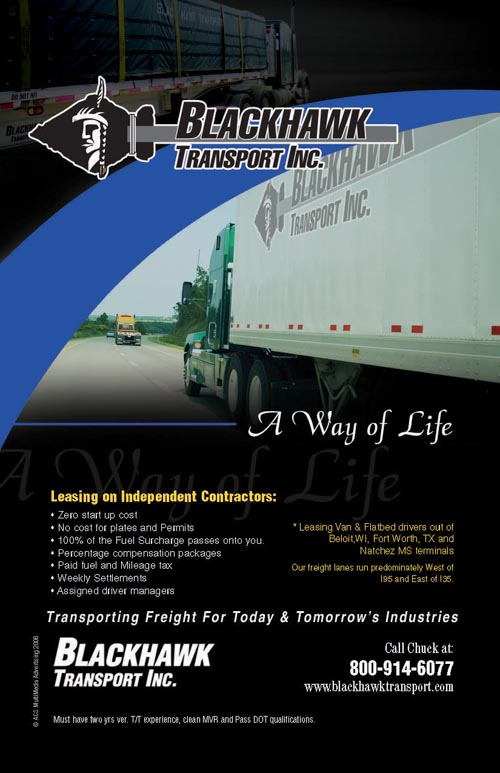 BLACKHAWK
TRANSPORT INC.
BLACKHAWK
TRANSPORT INC.
A Way of Life
A Way of Life
Leasing on Independent Contractors:
• Zero start up cost
• No cost for plates and Permits
• 100% of the Fuel Surcharge passes onto you.
• Percentage compensation packages
• Paid fuel and Mileage tax
• Weekly Settlements
• Assigned driver managers
* Leasing Van & Flatbed drivers out of
Beloit,WI, Fort Worth, TX and
Natchez MS terminals
Our freight lanes run predominately West of
I95 and East of I35.
Transporting Freight For Today & Tomorrow's Industries
BLACKHAWK
TRANSPORT INC.
Call Chuck at:
800-914-6077
www.blackhawktransport.com
Must have two yrs ver. T/T experience, clean MVR and Pass DOT qualifications.
© ACS MultiMedia Advertising 2006